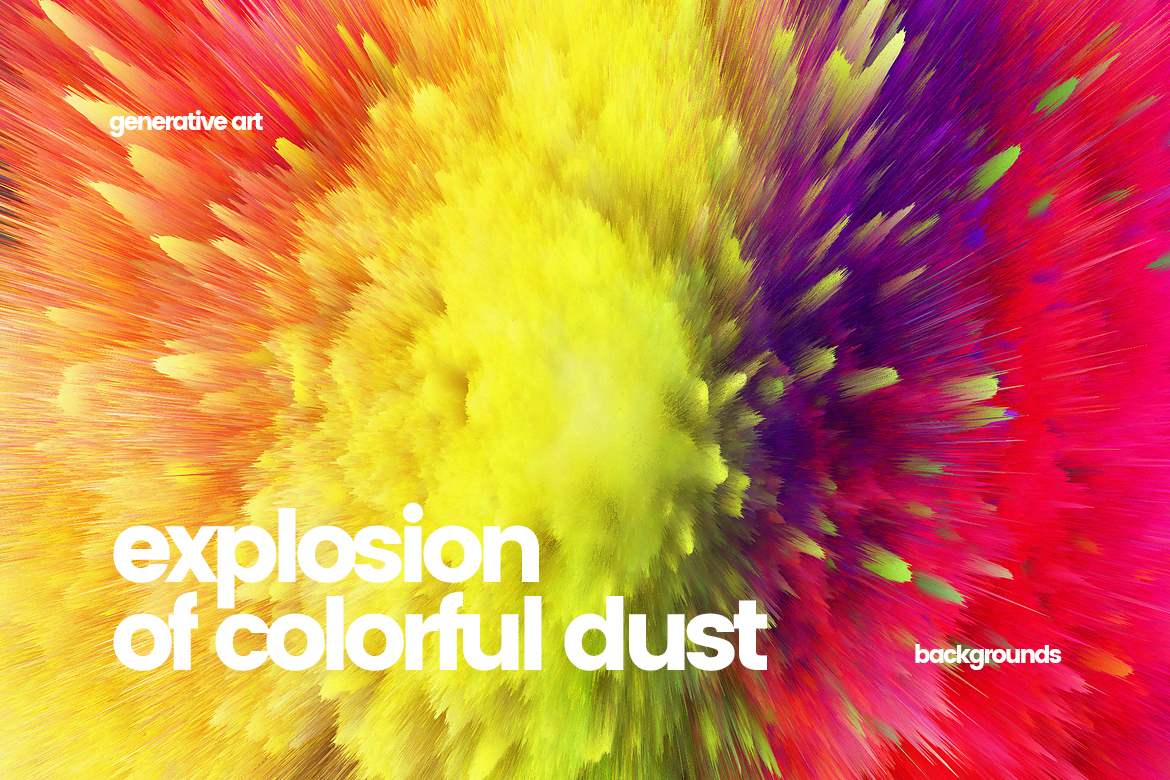 generative art
explosion
of colorful dust
backgrounds